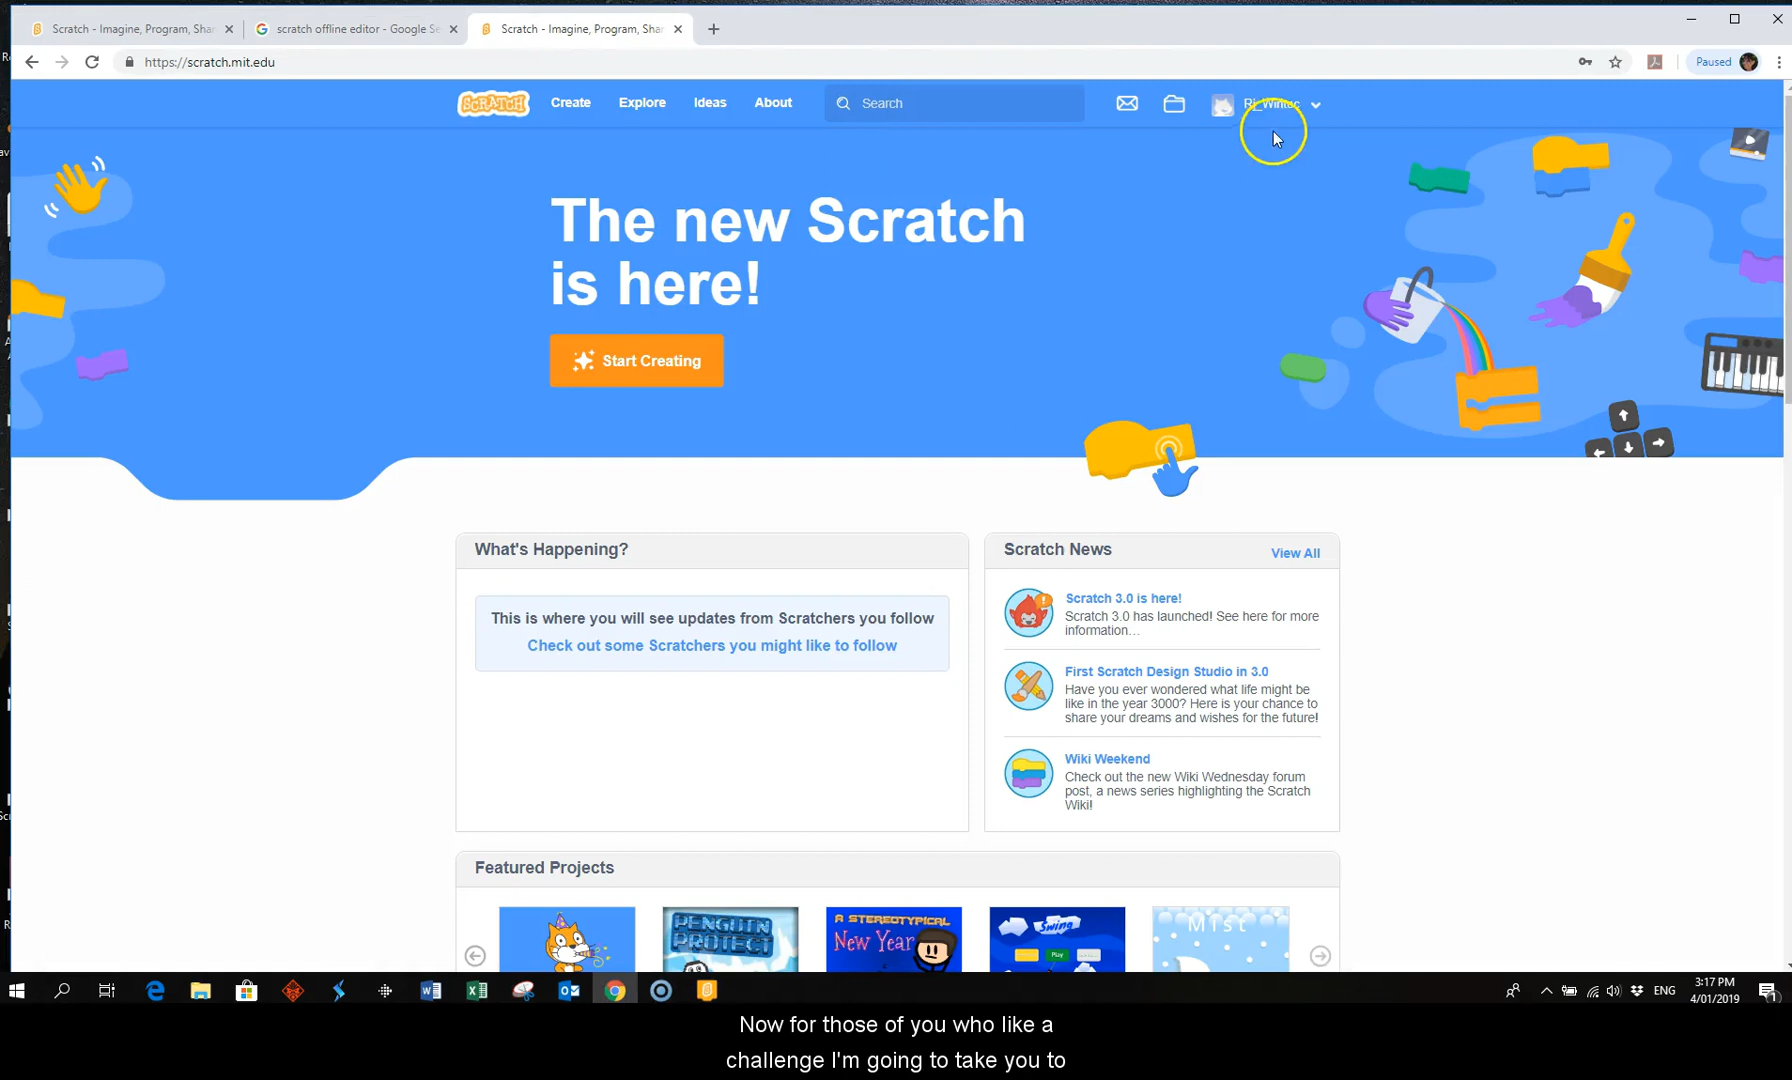 Scratch - Imagine, Program, Shar
scratch offline editor - Google Se
Scratch - Imagine, Program, Shar
https://scratch.mit.edu
Paused
SCRATCH
Create
Explore
Ideas
About
Search
The new Scratch
is here!
Start Creating
What's Happening?
This is where you will see updates from Scratchers you follow
Check out some Scratchers you might like to follow
Scratch News
View All
Scratch 3.0 is here!
Scratch 3.0 has launched! See here for more
information…
First Scratch Design Studio in 3.0
Have you ever wondered what life might be
like in the year 3000? Here is your chance to
share your dreams and wishes for the future!
Wiki Weekend
Check out the new Wiki Wednesday forum
post, a news series highlighting the Scratch
Wiki!
Featured Projects
PENGUIN
PROTECT
A STEREOTYPICAL
New Year
Swing
Play
Mist
ENG
3:17 PM
4/01/2019
Now for those of you who like a
challenge I'm going to take you to